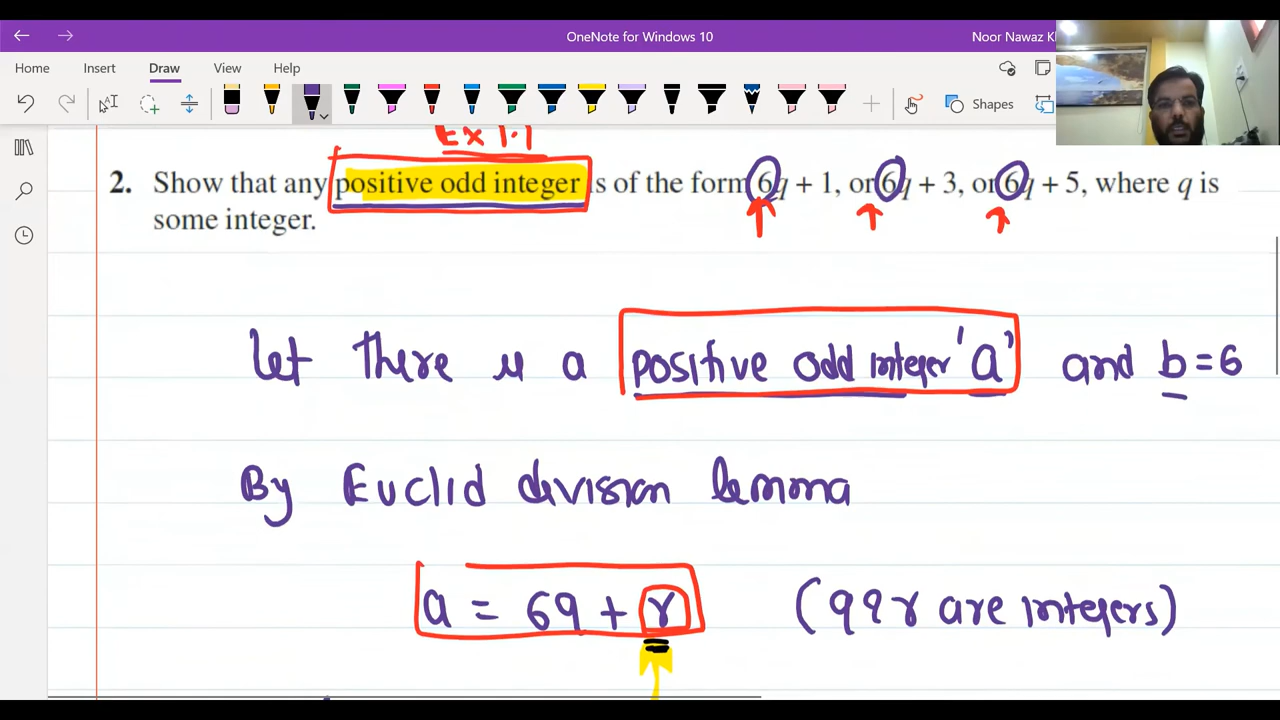 OneNote for Windows 10
Noor Nawaz Kh
Home Insert Draw View Help
Shapes
Ex 1.1
2. Show that any positive odd integer is of the form 6q + 1, or 6q + 3, or 6q + 5, where q is
some integer.
Let there is a positive odd integer 'a' and b = 6
By Euclid division lemma
a = 6q + r (q & r are integers)